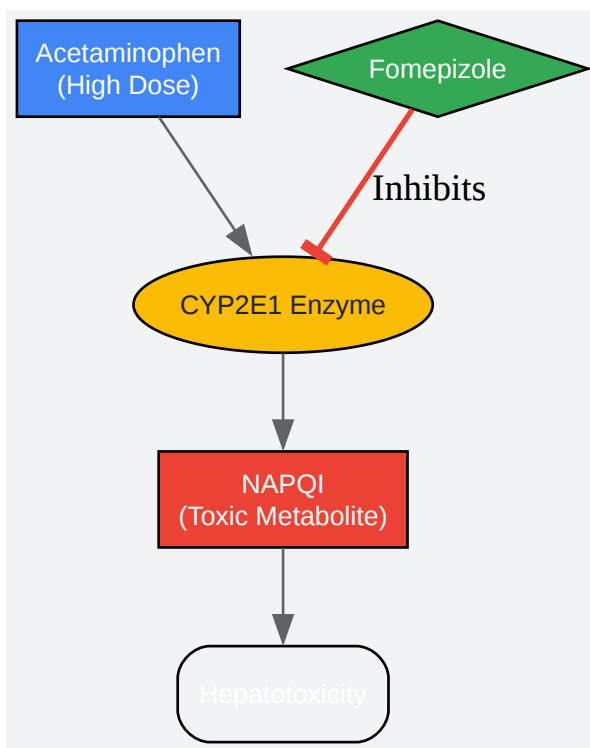 Acetaminophen
(High Dose)
Fomepizole
Inhibits
CYP2E1 Enzyme
NAPQI
(Toxic Metabolite)
Hepatotoxicity